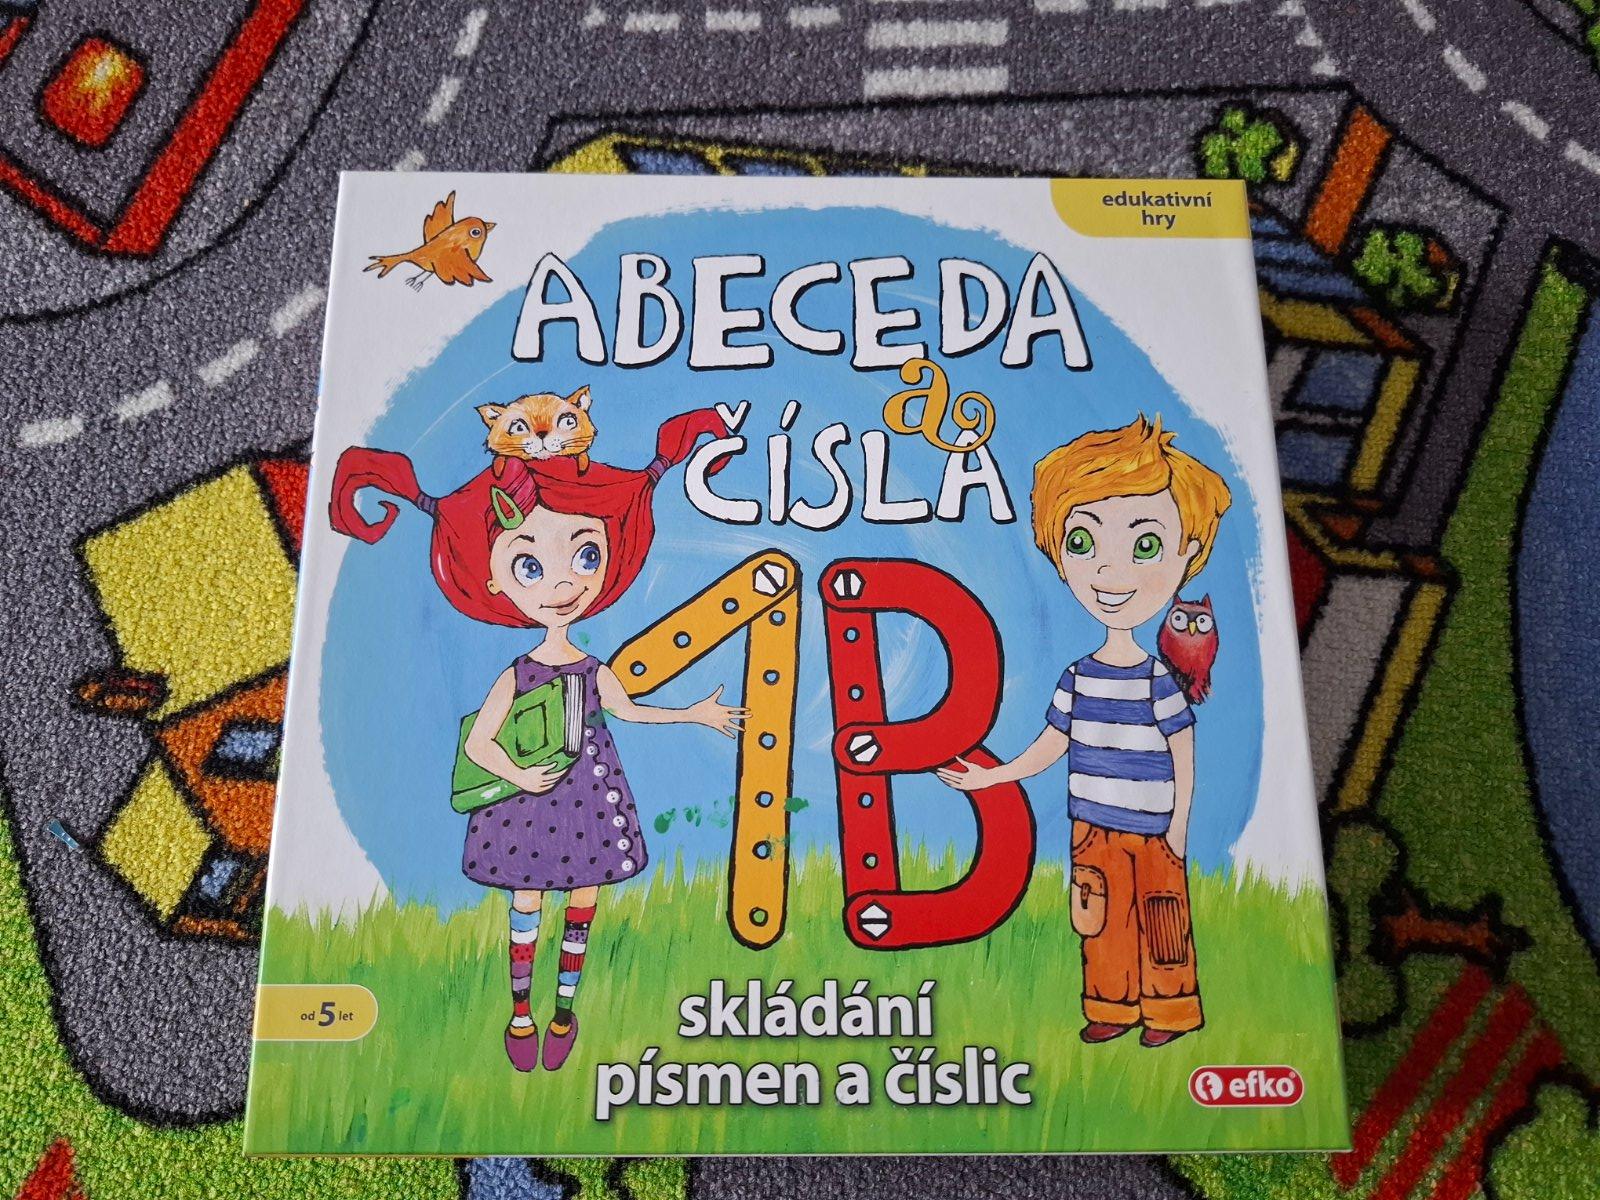 edukativní
hry
ABECEDA
a
ČÍSLA
1B
od 5 let
skládání
písmen a číslic
efko®